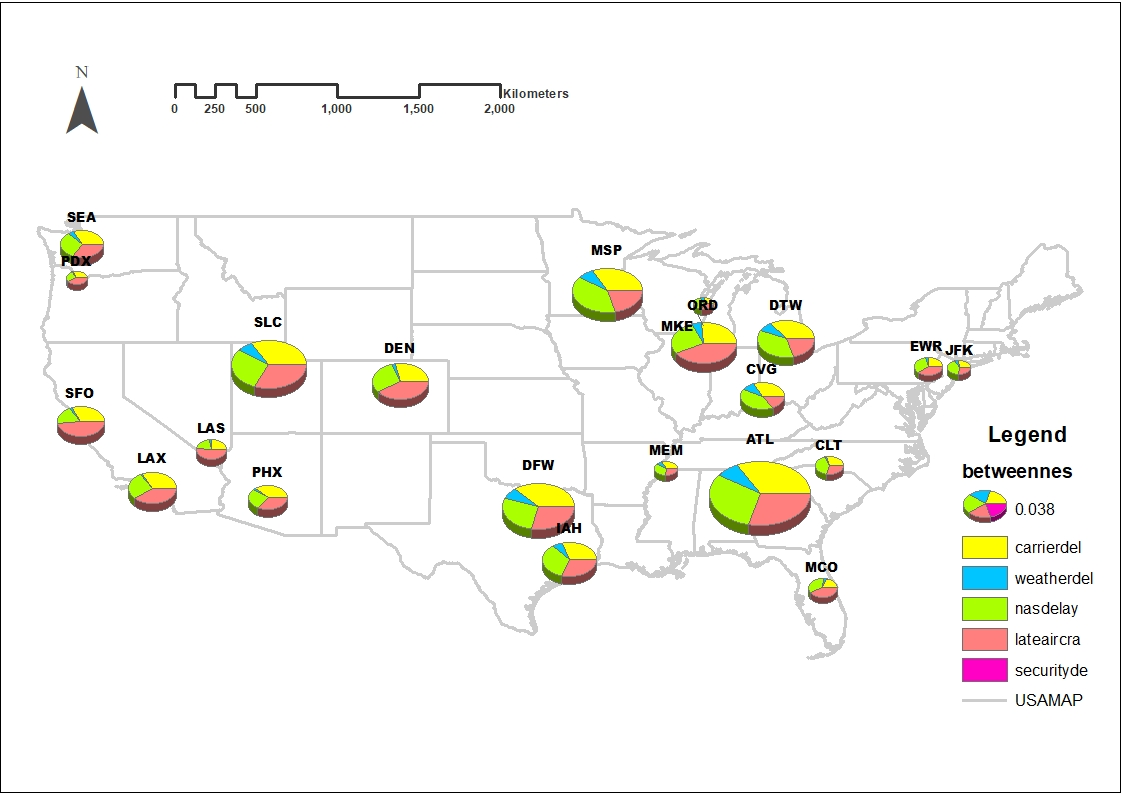 N
Kilometers
0 250 500 1,000 1,500 2,000
SEA
PDX
MSP
ORD
DTW
SLC
MKE
DEN
EWR
JFK
CVG
SFO
LAS
ATL
CLT
MEM
LAX
PHX
DFW
IAH
MCO
Legend
betweennes
0.038
carrierdel
weatherdel
nasdelay
lateaircra
securityde
USAMAP